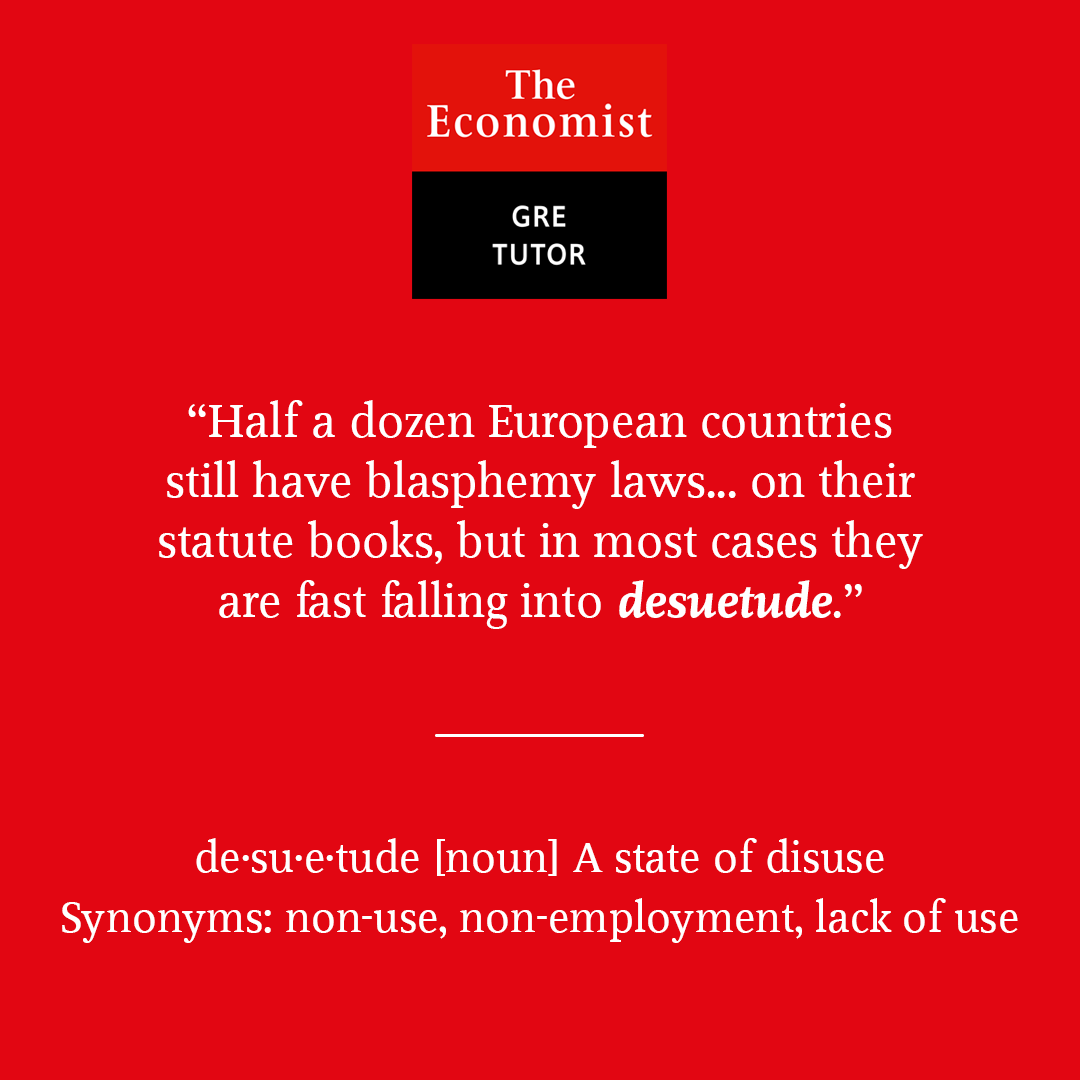 The
Economist
GRE
TUTOR
“Half a dozen European countries
still have blasphemy laws... on their
statute books, but in most cases they
are fast falling into desuetude.”
de·su·e·tude [noun] A state of disuse
Synonyms: non-use, non-employment, lack of use